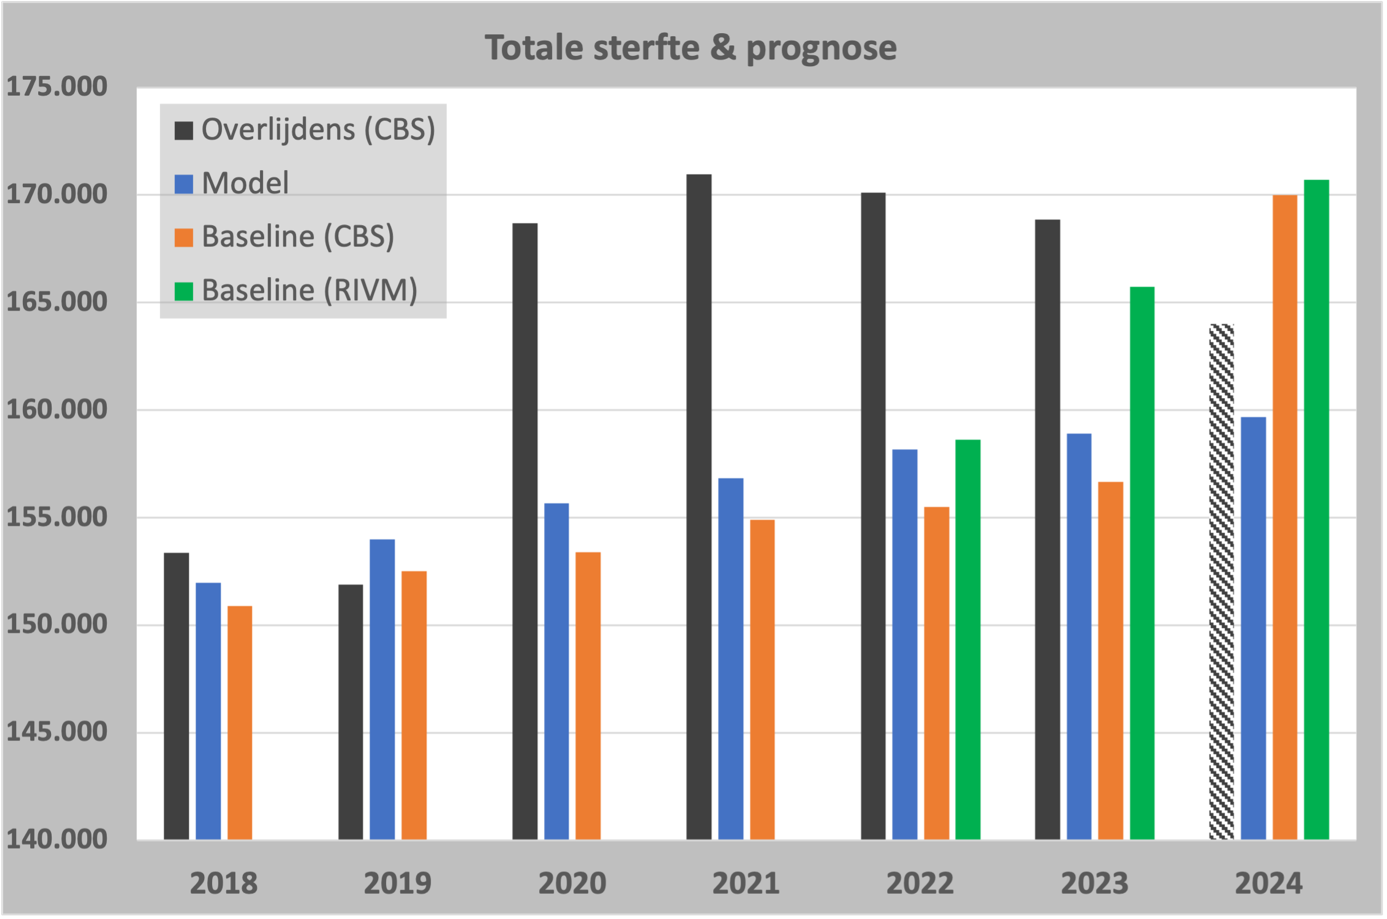 Totale sterfte & prognose
175.000
170.000
165.000
160.000
155.000
150.000
145.000
140.000
Overlijdens (CBS)
Model
Baseline (CBS)
Baseline (RIVM)
2018 2019 2020 2021 2022 2023 2024